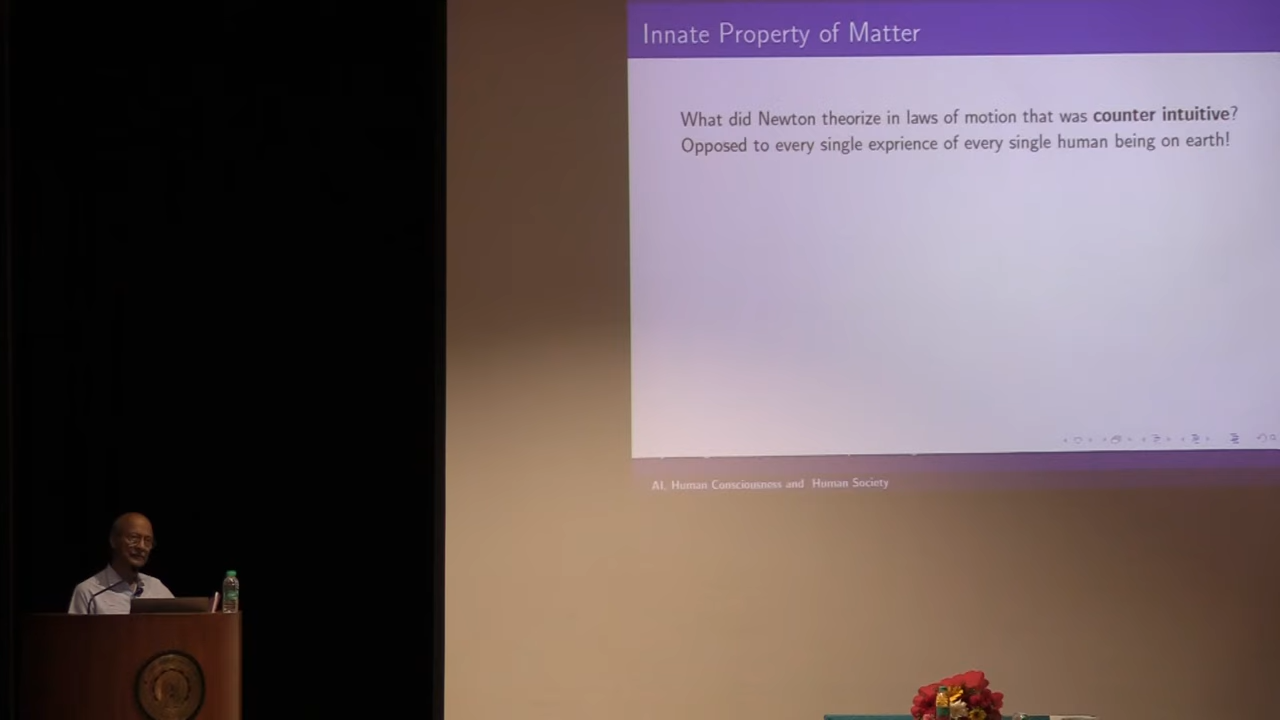 Innate Property of Matter
What did Newton theorize in laws of motion that was counter intuitive?
Opposed to every single exprience of every single human being on earth!
AI, Human Consciousness and Human Society